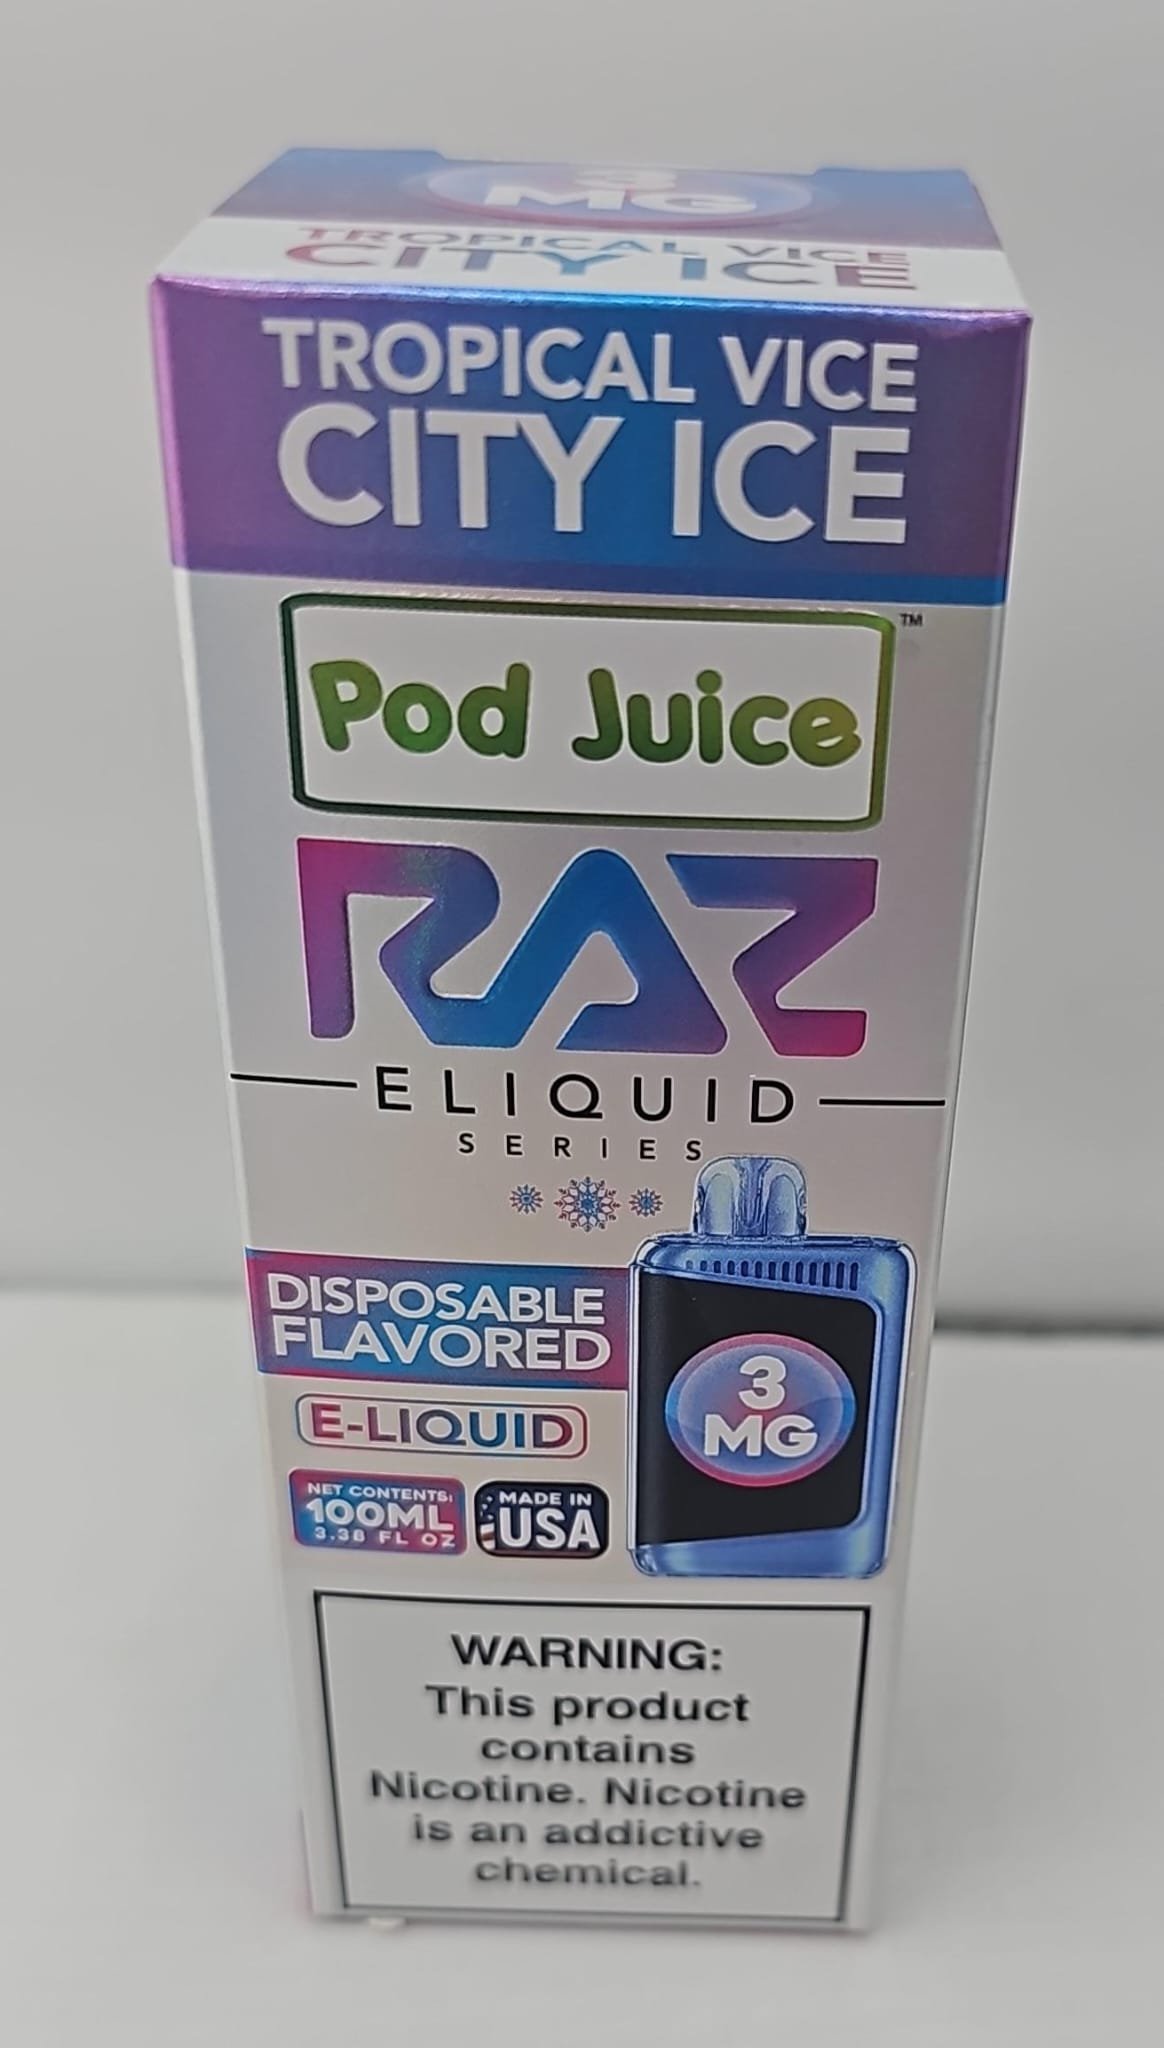 3
MG
TROPICAL VICE
CITY ICE
TROPICAL VICE
CITY ICE
Pod Juice™
RAZ
ELIQUID
SERIES
DISPOSABLE
FLAVORED
E-LIQUID
3
MG
NET CONTENTS:
100ML
3.38 FL OZ
MADE IN
USA
WARNING:
This product
contains
Nicotine. Nicotine
is an addictive
chemical.